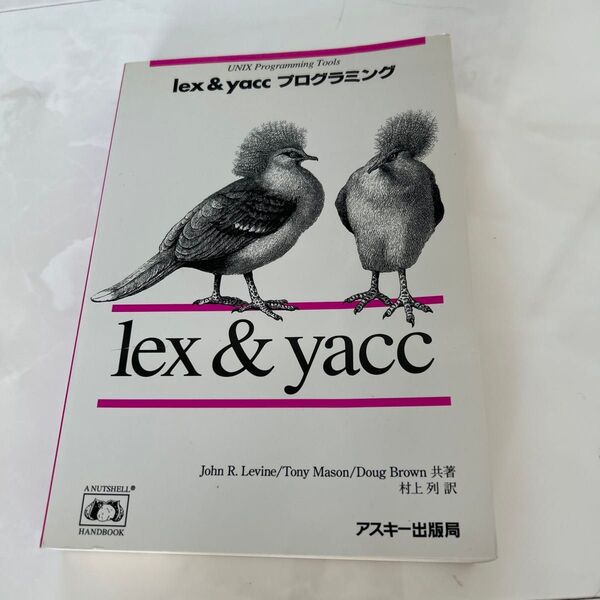 UNIX Programming Tools
lex & yacc プログラミング
lex & yacc
John R. Levine/Tony Mason/Doug Brown 共著
村上 列 訳
A NUTSHELL®
HANDBOOK
アスキー出版局